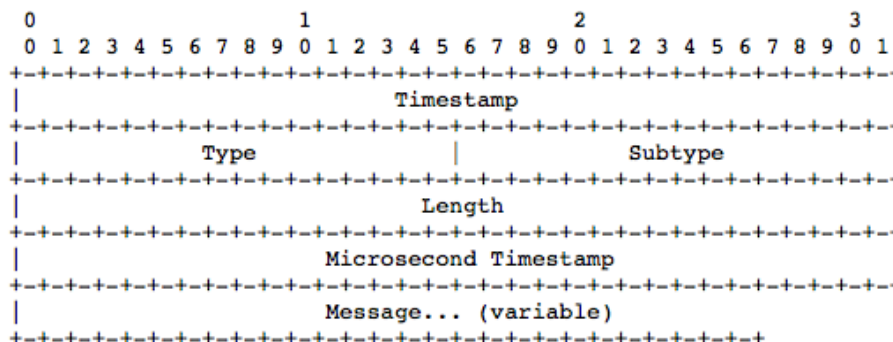 0 1 2 3
0 1 2 3 4 5 6 7 8 9 0 1 2 3 4 5 6 7 8 9 0 1 2 3 4 5 6 7 8 9 0 1
+-+-+-+-+-+-+-+-+-+-+-+-+-+-+-+-+-+-+-+-+-+-+-+-+-+-+-+-+-+-+-+-
| Timestamp
+-+-+-+-+-+-+-+-+-+-+-+-+-+-+-+-+-+-+-+-+-+-+-+-+-+-+-+-+-+-+-+-
| Type | Subtype
+-+-+-+-+-+-+-+-+-+-+-+-+-+-+-+-+-+-+-+-+-+-+-+-+-+-+-+-+-+-+-+-
| Length
+-+-+-+-+-+-+-+-+-+-+-+-+-+-+-+-+-+-+-+-+-+-+-+-+-+-+-+-+-+-+-+-
| Microsecond Timestamp
+-+-+-+-+-+-+-+-+-+-+-+-+-+-+-+-+-+-+-+-+-+-+-+-+-+-+-+-+-+-+-+-
| Message... (variable)
+-+-+-+-+-+-+-+-+-+-+-+-+-+-+-+-+-+-+-+-+-+-+-+-+-+-+-+